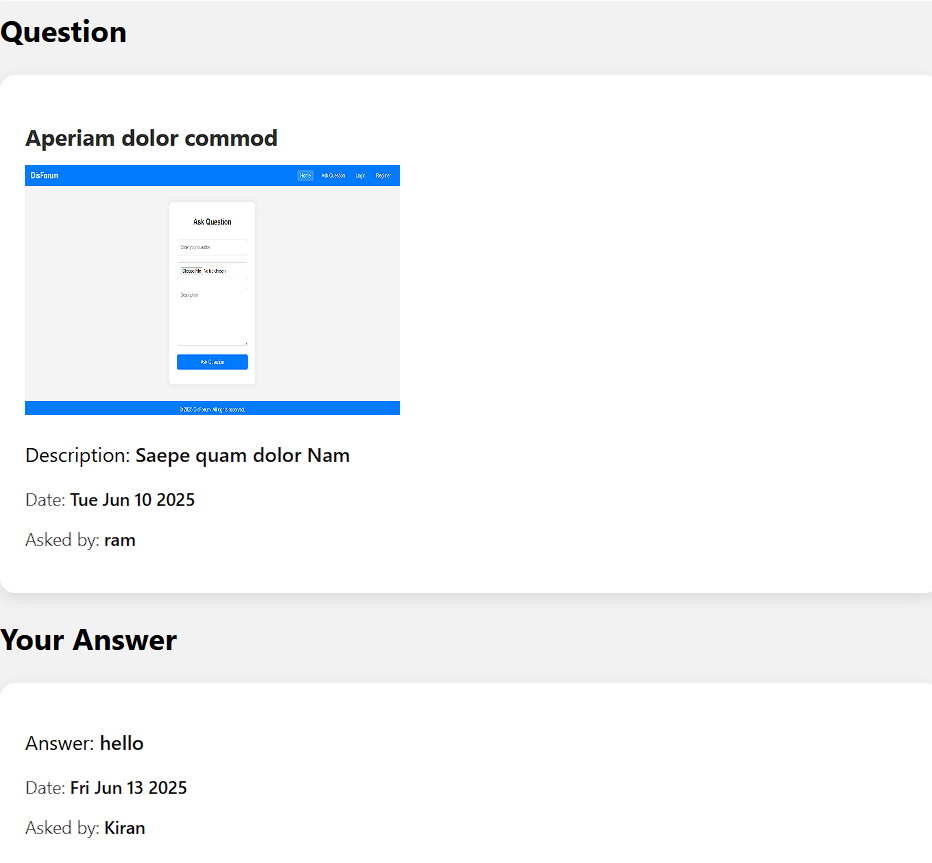 Question
Aperiam dolor commod
DisForum Home Ask Question Login Register
Ask Question
Enter your question
Choose File No file chosen
Description
Ask Question
© 2025 DisForum. All rights reserved.
Description: Saepe quam dolor Nam
Date: Tue Jun 10 2025
Asked by: ram
Your Answer
Answer: hello
Date: Fri Jun 13 2025
Asked by: Kiran